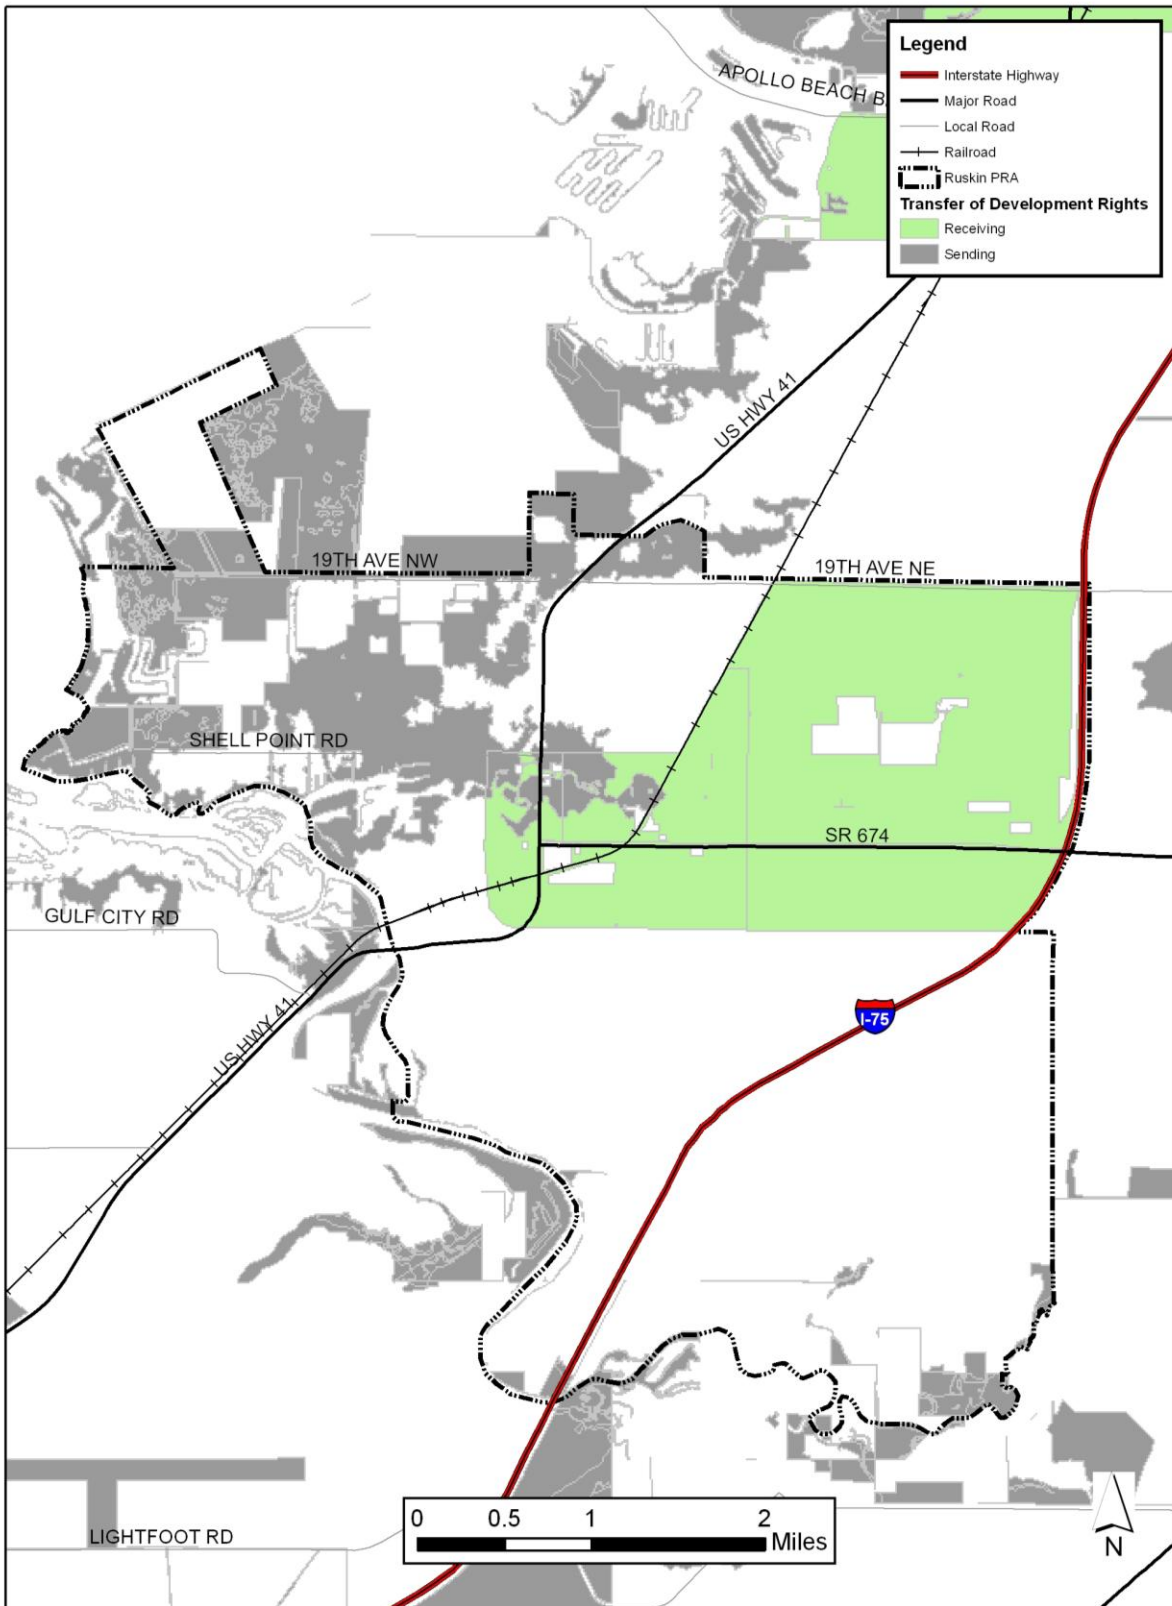 Legend
Interstate Highway
Major Road
Local Road
Railroad
Ruskin PRA
Transfer of Development Rights
Receiving
Sending
APOLLO BEACH B
US HWY 41
19TH AVE NW
19TH AVE NE
SHELL POINT RD
SR 674
GULF CITY RD
US HWY 41
I-75
0 0.5 1 2
Miles
N
LIGHTFOOT RD